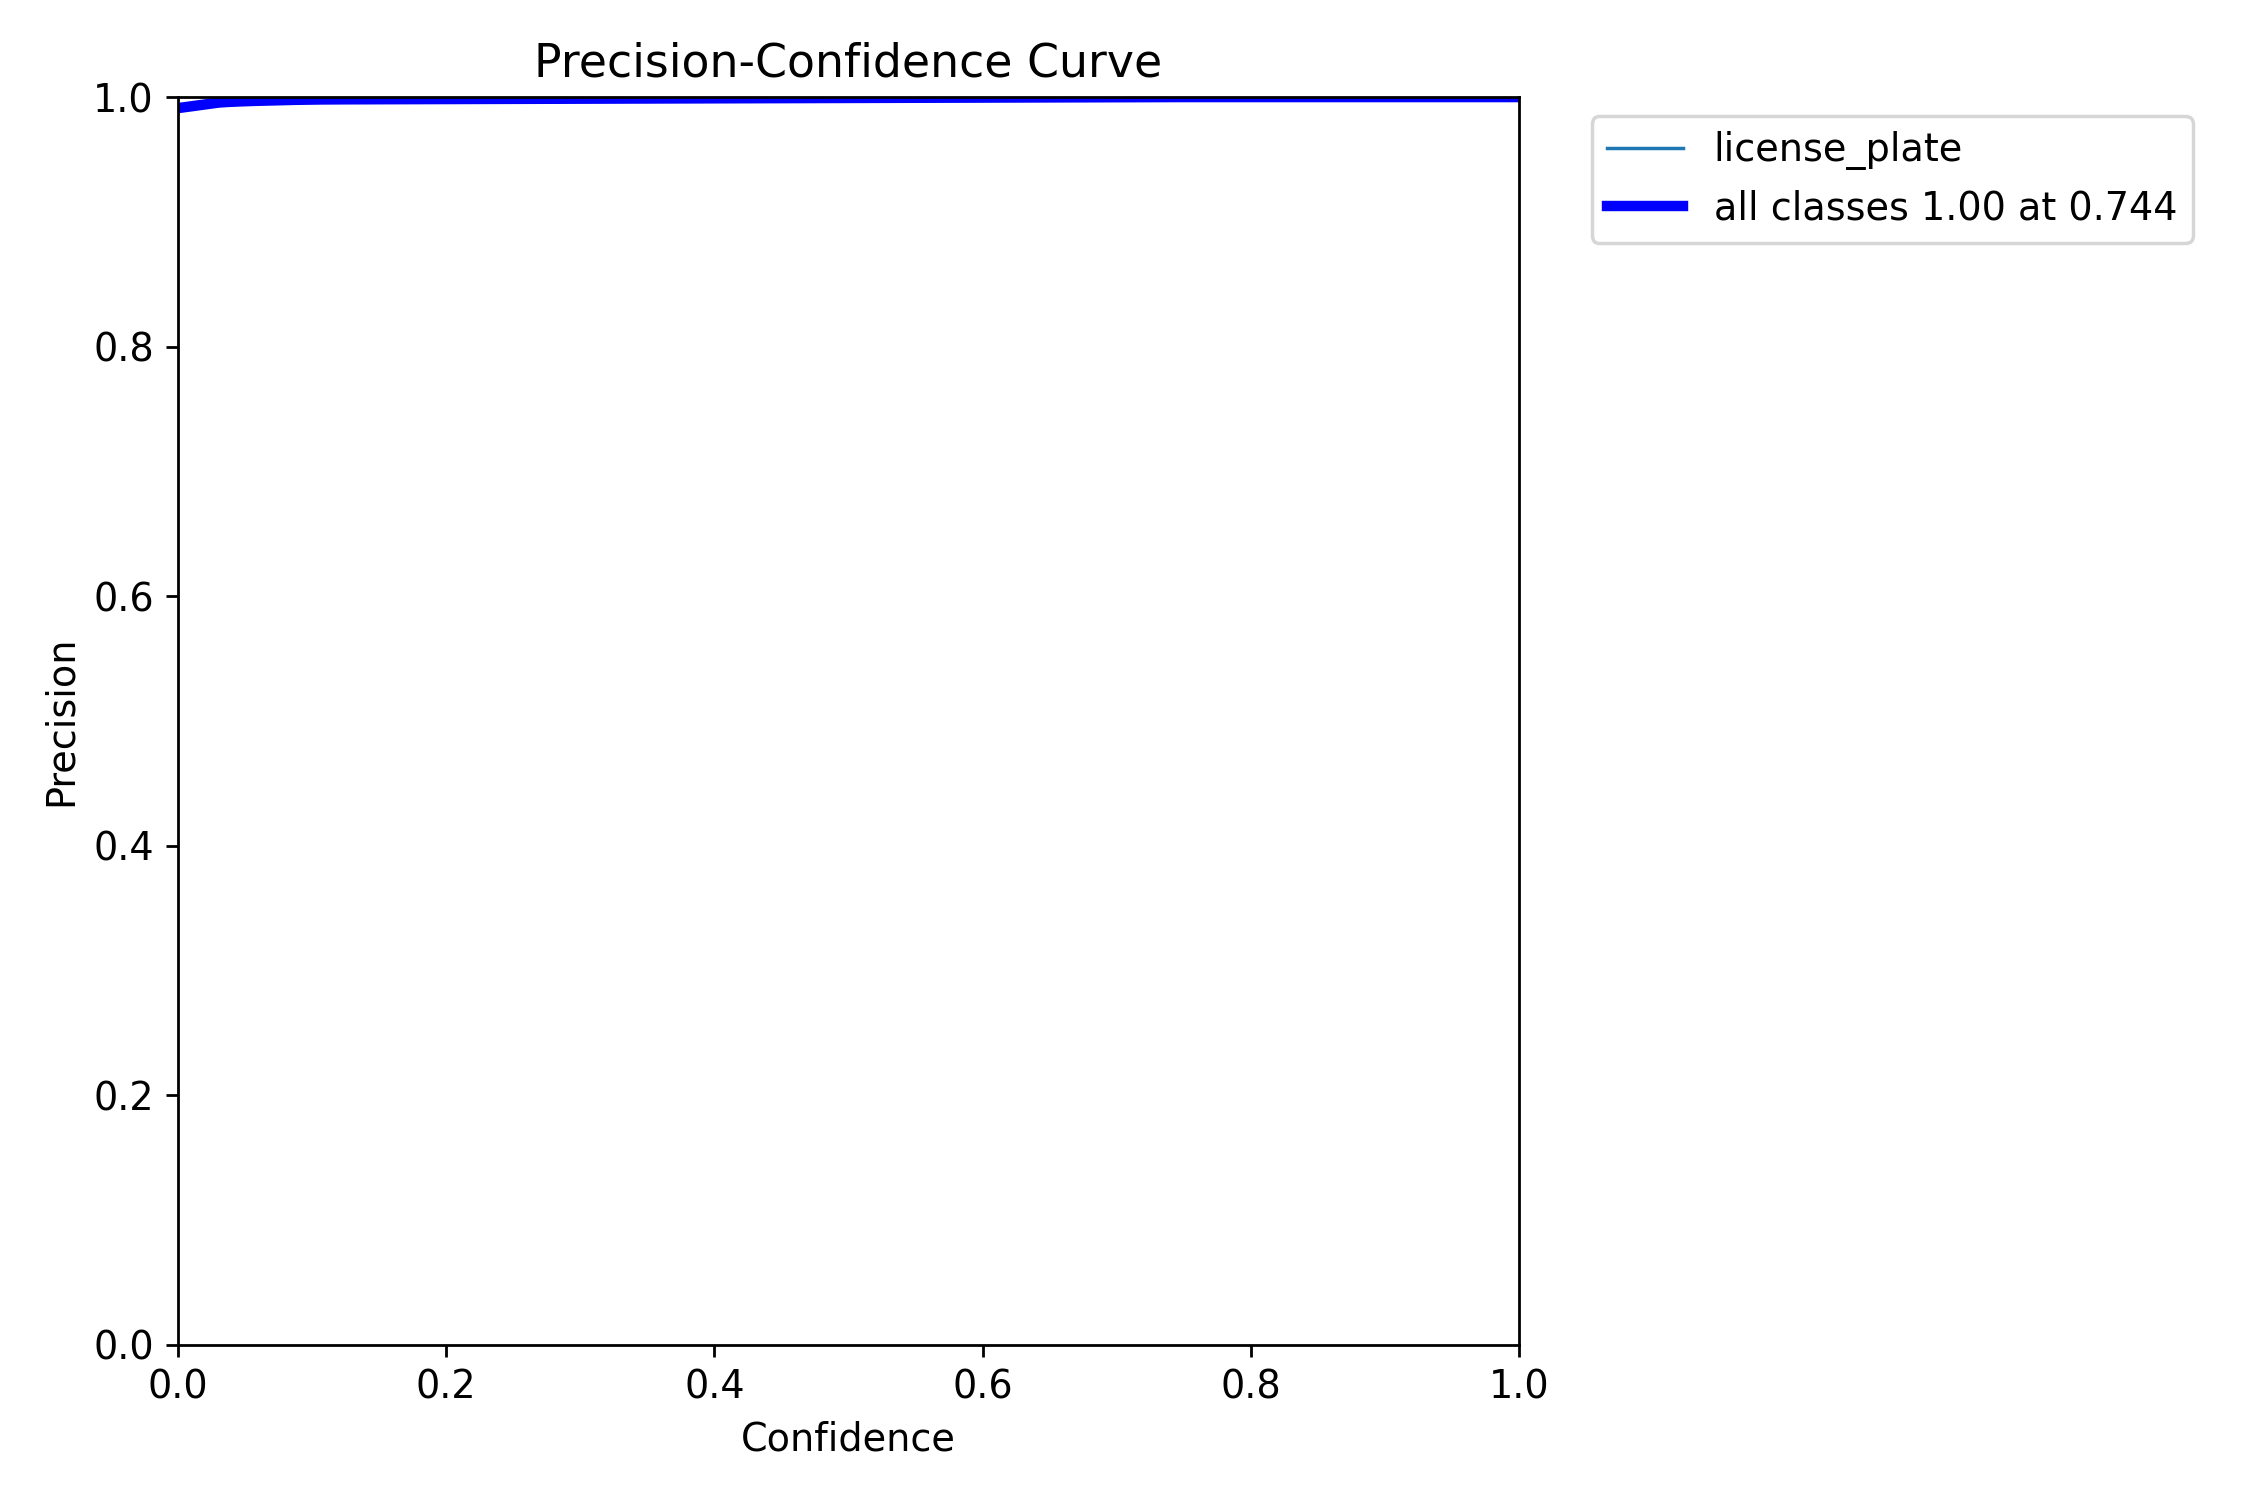 Precision-Confidence Curve
1.0
0.8
0.6
0.4
0.2
0.0
Precision
0.0 0.2 0.4 0.6 0.8 1.0
Confidence
license_plate
all classes 1.00 at 0.744